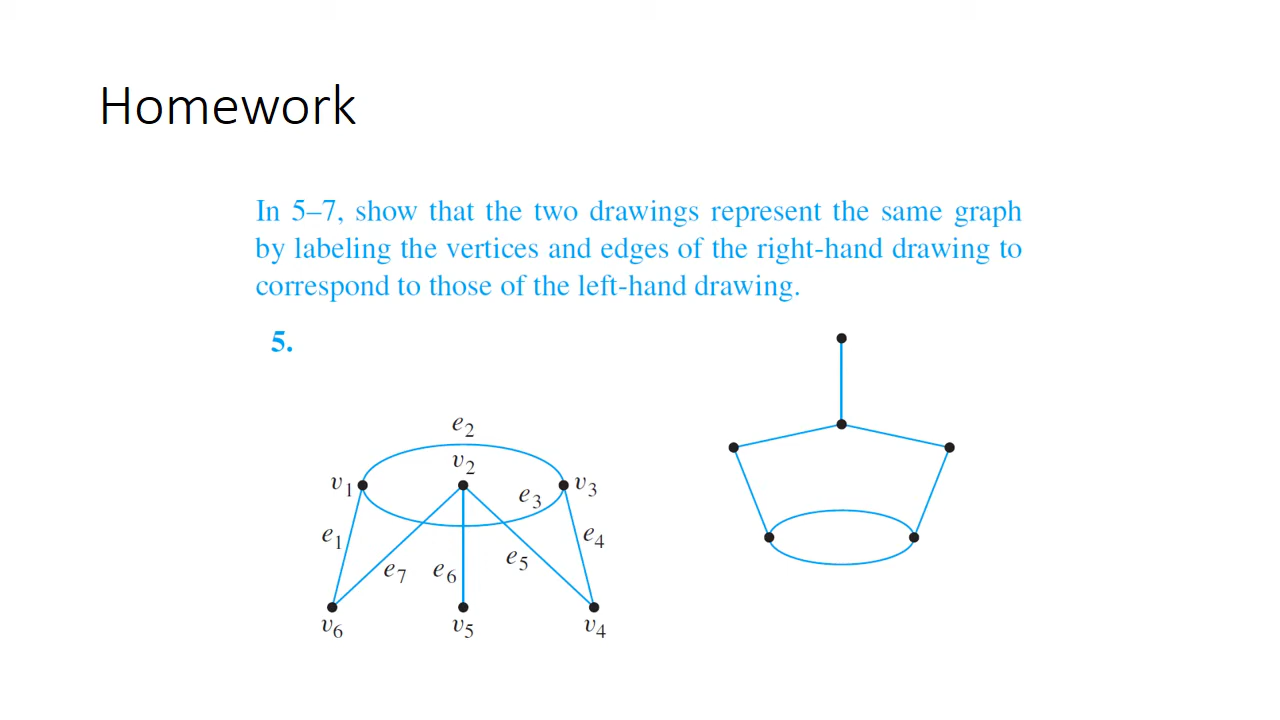 Homework
In 5–7, show that the two drawings represent the same graph
by labeling the vertices and edges of the right-hand drawing to
correspond to those of the left-hand drawing.
5.
e2
v2
v1
e3
v3
e1
e4
e7
e6
e5
v6
v5
v4